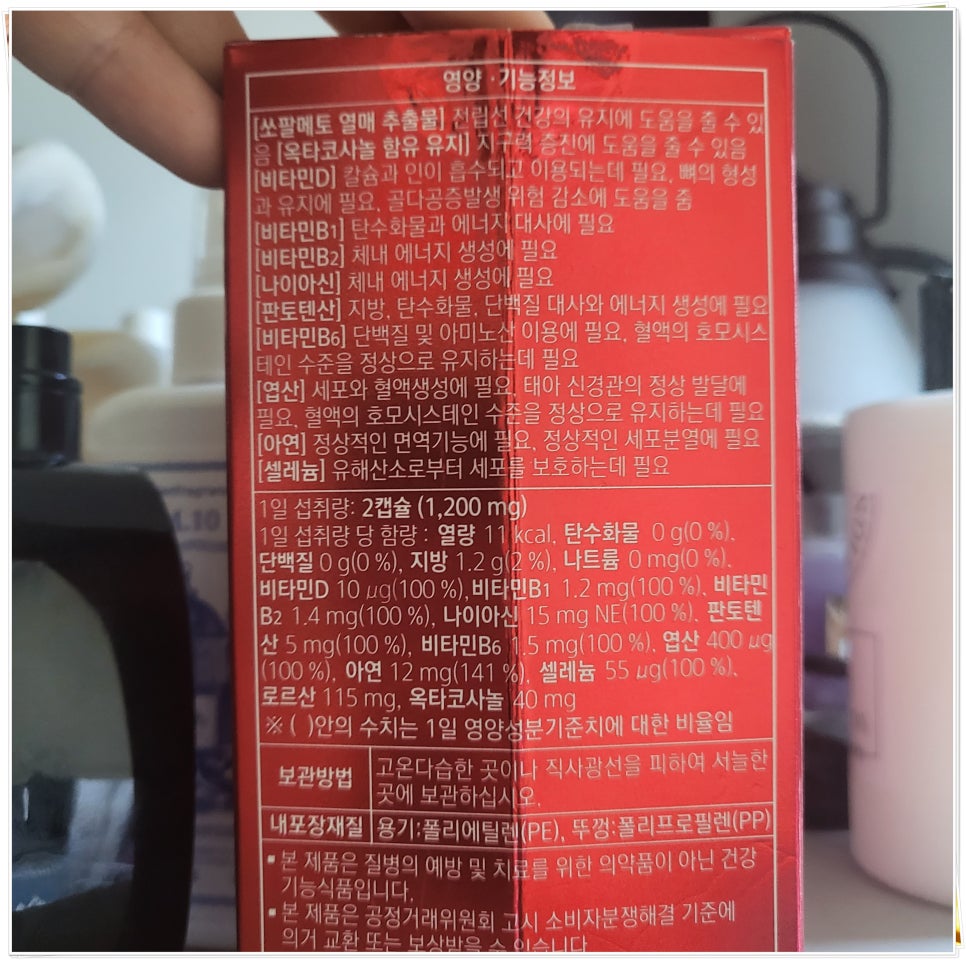 영양·기능정보
[쏘팔메토 열매 추출물] 전립선 건강의 유지에 도움을 줄 수 있
음 [옥타코사놀 함유 유지] 지구력 증진에 도움을 줄 수 있음
[비타민D] 칼슘과 인이 흡수되고 이용되는데 필요, 뼈의 형성
과 유지에 필요, 골다공증발생 위험 감소에 도움을 줌
[비타민B1] 탄수화물과 에너지 대사에 필요
[비타민B2] 체내 에너지 생성에 필요
[나이아신] 체내 에너지 생성에 필요
[판토텐산] 지방, 탄수화물, 단백질 대사와 에너지 생성에 필요
[비타민B6] 단백질 및 아미노산 이용에 필요, 혈액의 호모시스
테인 수준을 정상으로 유지하는데 필요
[엽산] 세포와 혈액생성에 필요, 태아 신경관의 정상 발달에
필요, 혈액의 호모시스테인 수준을 정상으로 유지하는데 필요
[아연] 정상적인 면역기능에 필요, 정상적인 세포분열에 필요
[셀레늄] 유해산소로부터 세포를 보호하는데 필요
1일 섭취량: 2캡슐 (1,200 mg)
1일 섭취량 당 함량 : 열량 11 kcal, 탄수화물 0 g(0 %),
단백질 0 g(0 %), 지방 1.2 g(2 %), 나트륨 0 mg(0 %),
비타민D 10 µg(100 %), 비타민B1 1.2 mg(100 %), 비타민
B2 1.4 mg(100 %), 나이아신 15 mg NE(100 %), 판토텐
산 5 mg(100 %), 비타민B6 1.5 mg(100 %), 엽산 400 µg
(100 %), 아연 12 mg(141 %), 셀레늄 55 µg(100 %),
로르산 115 mg, 옥타코사놀 40 mg
※ ( )안의 수치는 1일 영양성분기준치에 대한 비율임
보관방법 고온다습한 곳이나 직사광선을 피하여 서늘한
곳에 보관하십시오.
내포장재질 용기:폴리에틸렌(PE), 뚜껑:폴리프로필렌(PP)
▪ 본 제품은 질병의 예방 및 치료를 위한 의약품이 아닌 건강
기능식품입니다.
▪ 본 제품은 공정거래위원회 고시 소비자분쟁해결 기준에
의거 교환 또는 보상받을 수 있습니다